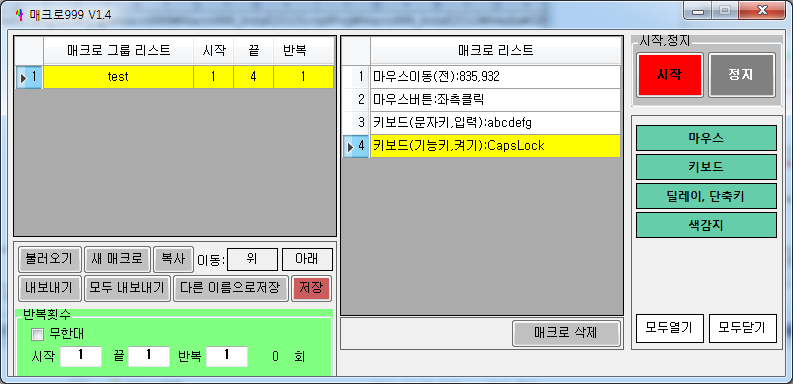 매크로999 V1.4
매크로 그룹 리스트 시작 끝 반복
1 test 1 4 1
매크로 리스트
1 마우스이동(전):835,932
2 마우스버튼:좌측클릭
3 키보드(문자키,입력):abcdefg
4 키보드(기능키,켜기):CapsLock
시작,정지
시작 정지
마우스
키보드
딜레이, 단축키
색감지
모두열기 모두닫기
불러오기 새 매크로 복사 이동: 위 아래
내보내기 모두 내보내기 다른 이름으로저장 저장
반복횟수
무한대
시작 1 끝 1 반복 1 0 회
매크로 삭제